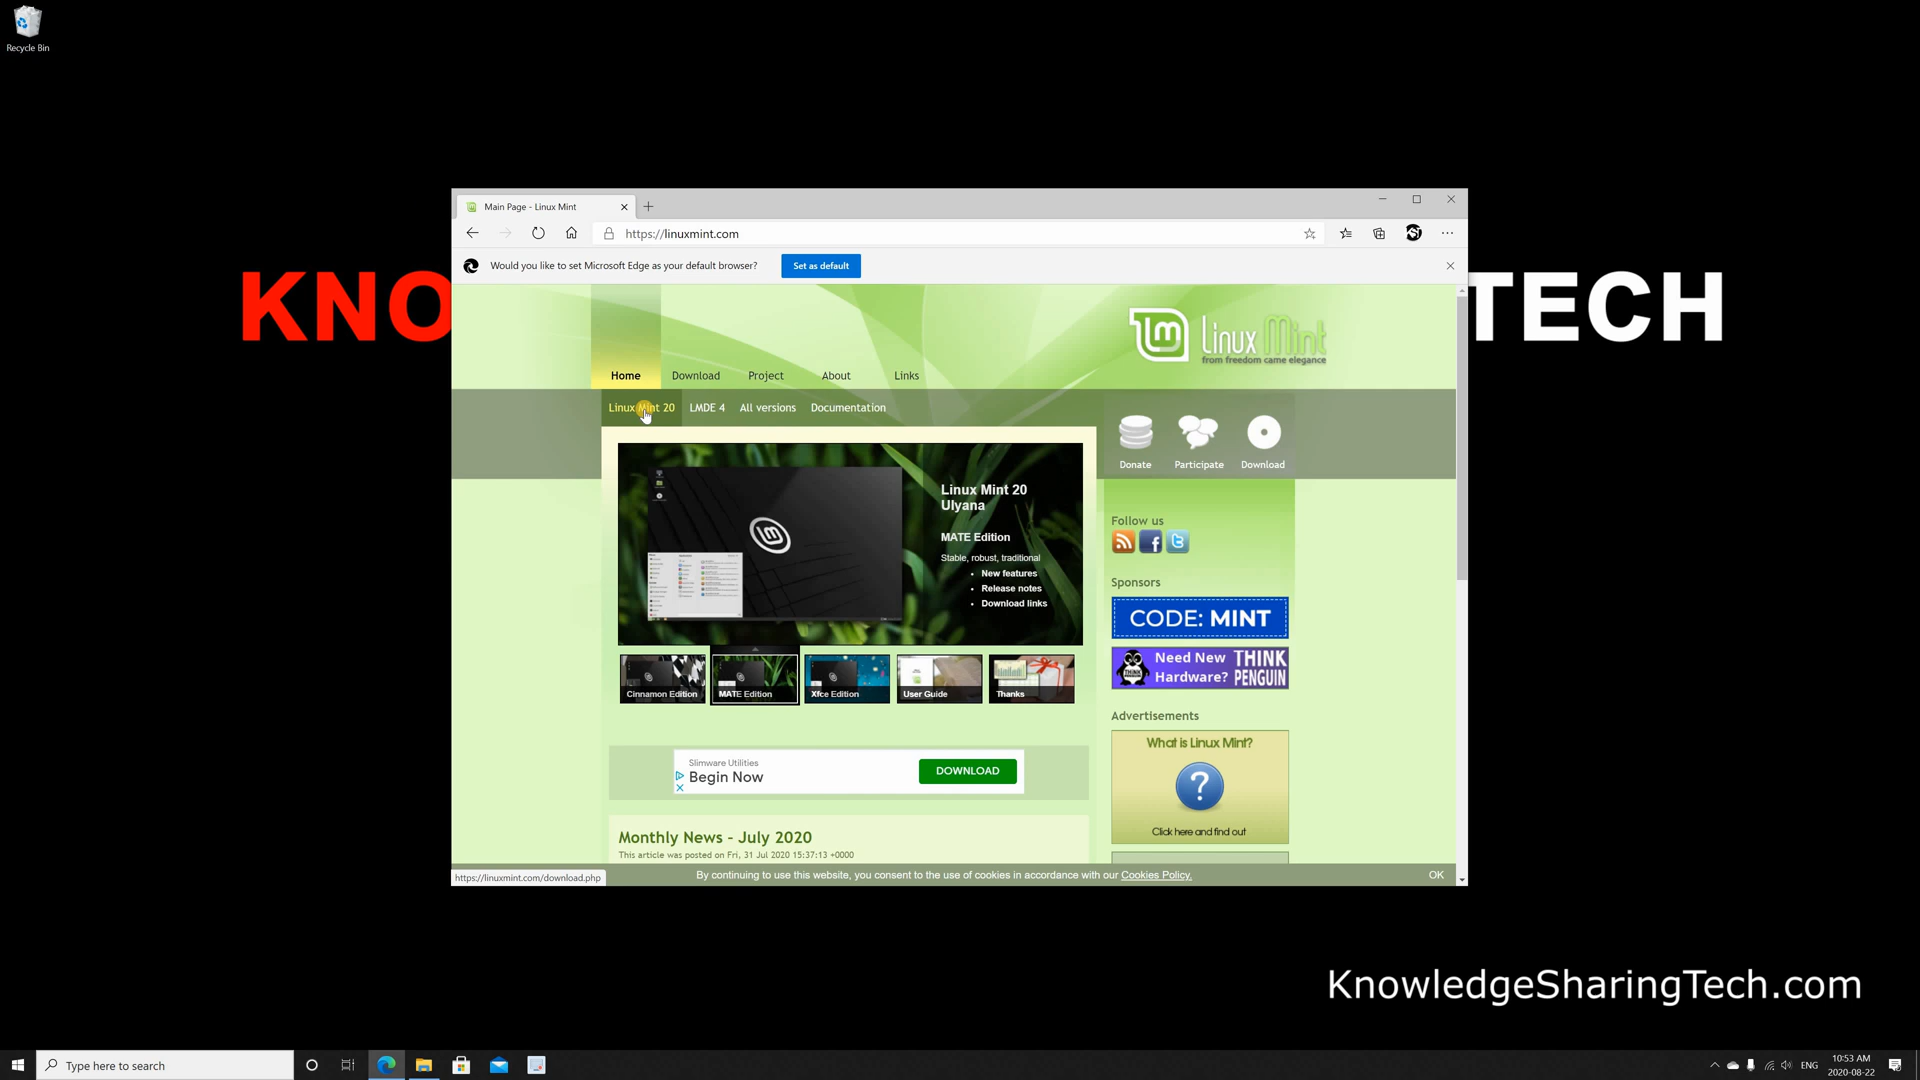 Recycle Bin
KNO
TECH
Main Page - Linux Mint
https://linuxmint.com
Would you like to set Microsoft Edge as your default browser?
Set as default
Linux Mint
from freedom came elegance
Home
Download
Project
About
Links
Linux Mint 20
LMDE 4
All versions
Documentation
Donate
Participate
Download
Linux Mint 20
Ulyana
MATE Edition
Stable, robust, traditional
New features
Release notes
Download links
Cinnamon Edition
MATE Edition
Xfce Edition
User Guide
Thanks
Follow us
Sponsors
CODE: MINT
Need New
Hardware?
THINK
PENGUIN
Advertisements
What is Linux Mint?
?
Click here and find out
Slimware Utilities
Begin Now
DOWNLOAD
Monthly News - July 2020
This article was posted on Fri, 31 Jul 2020 15:37:13 +0000
https://linuxmint.com/download.php
By continuing to use this website, you consent to the use of cookies in accordance with our Cookies Policy.
OK
KnowledgeSharingTech.com
Type here to search
ENG
10:53 AM
2020-08-22